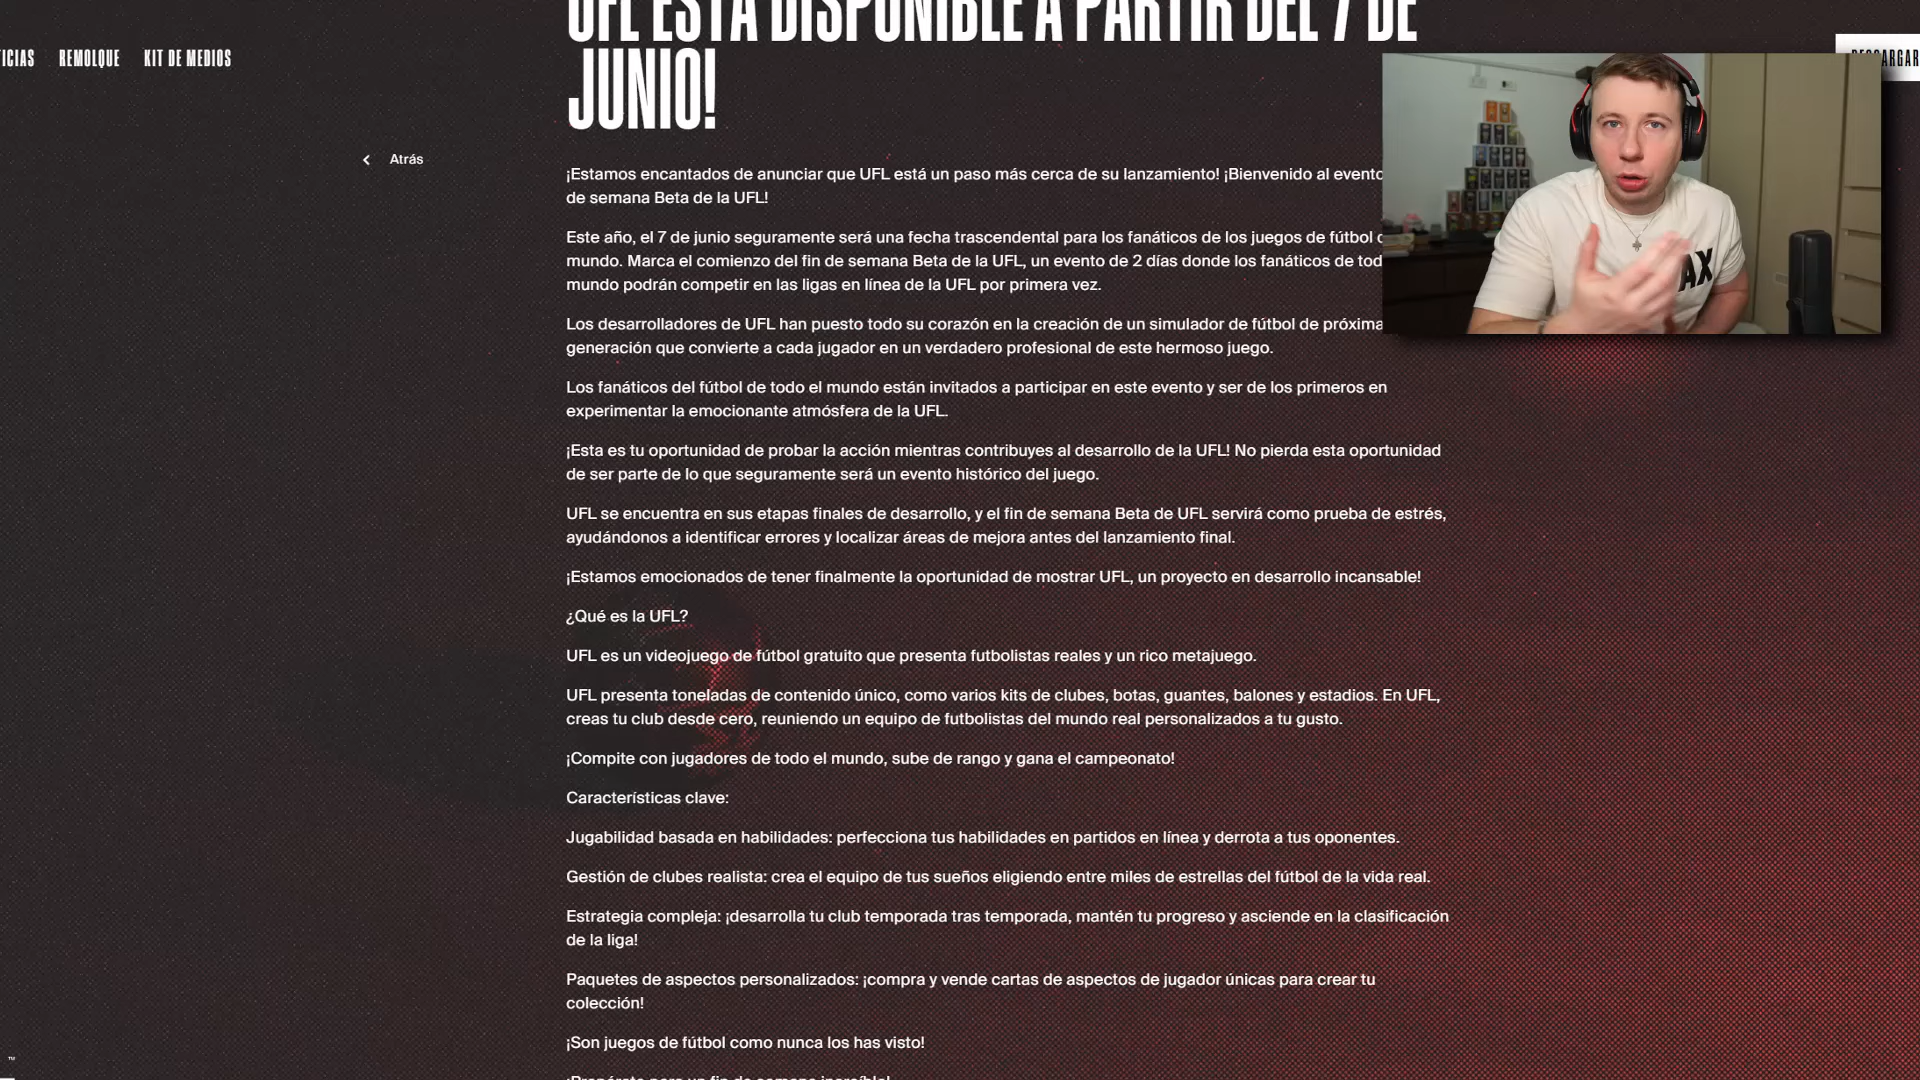 UFL ESTÁ DISPONIBLE A PARTIR DEL 7 DE
JUNIO!
ICIAS REMOLQUE KIT DE MEDIOS
ARGAR
Atrás
¡Estamos encantados de anunciar que UFL está un paso más cerca de su lanzamiento! ¡Bienvenido al evento
de semana Beta de la UFL!
Este año, el 7 de junio seguramente será una fecha trascendental para los fanáticos de los juegos de fútbol
mundo. Marca el comienzo del fin de semana Beta de la UFL, un evento de 2 días donde los fanáticos de tod
mundo podrán competir en las ligas en línea de la UFL por primera vez.
Los desarrolladores de UFL han puesto todo su corazón en la creación de un simulador de fútbol de próxima
generación que convierte a cada jugador en un verdadero profesional de este hermoso juego.
Los fanáticos del fútbol de todo el mundo están invitados a participar en este evento y ser de los primeros en
experimentar la emocionante atmósfera de la UFL.
¡Esta es tu oportunidad de probar la acción mientras contribuyes al desarrollo de la UFL! No pierda esta oportunidad
de ser parte de lo que seguramente será un evento histórico del juego.
UFL se encuentra en sus etapas finales de desarrollo, y el fin de semana Beta de UFL servirá como prueba de estrés,
ayudándonos a identificar errores y localizar áreas de mejora antes del lanzamiento final.
¡Estamos emocionados de tener finalmente la oportunidad de mostrar UFL, un proyecto en desarrollo incansable!
¿Qué es la UFL?
UFL es un videojuego de fútbol gratuito que presenta futbolistas reales y un rico metajuego.
UFL presenta toneladas de contenido único, como varios kits de clubes, botas, guantes, balones y estadios. En UFL,
creas tu club desde cero, reuniendo un equipo de futbolistas del mundo real personalizados a tu gusto.
¡Compite con jugadores de todo el mundo, sube de rango y gana el campeonato!
Características clave:
Jugabilidad basada en habilidades: perfecciona tus habilidades en partidos en línea y derrota a tus oponentes.
Gestión de clubes realista: crea el equipo de tus sueños eligiendo entre miles de estrellas del fútbol de la vida real.
Estrategia compleja: ¡desarrolla tu club temporada tras temporada, mantén tu progreso y asciende en la clasificación
de la liga!
Paquetes de aspectos personalizados: ¡compra y vende cartas de aspectos de jugador únicas para crear tu
colección!
¡Son juegos de fútbol como nunca los has visto!
¡Prepárate para un fin de semana increíble!
AX
™